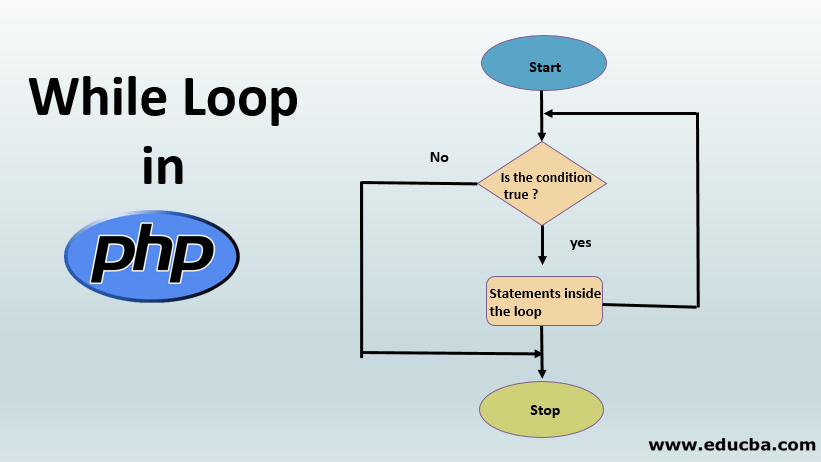 While Loop
in
php
Start
No
Is the condition
true ?
yes
Statements inside
the loop
Stop
www.educba.com